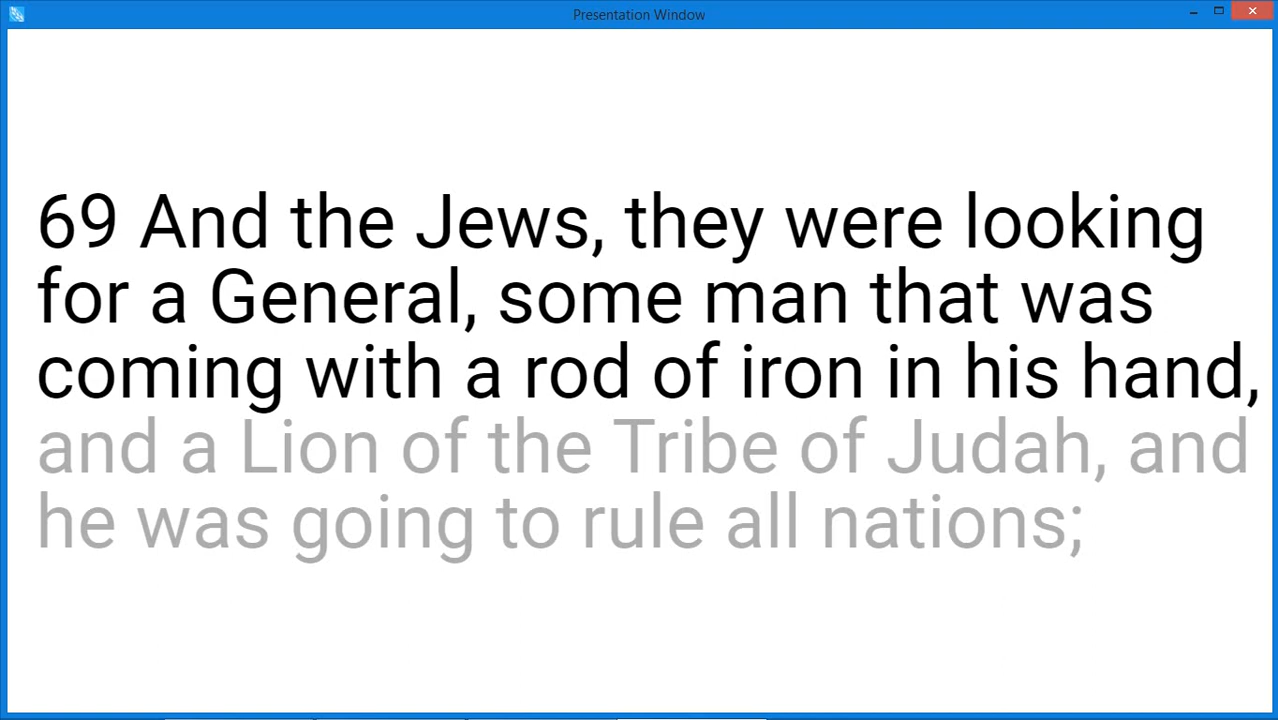 Presentation Window
69 And the Jews, they were looking
for a General, some man that was
coming with a rod of iron in his hand,
and a Lion of the Tribe of Judah, and
he was going to rule all nations;